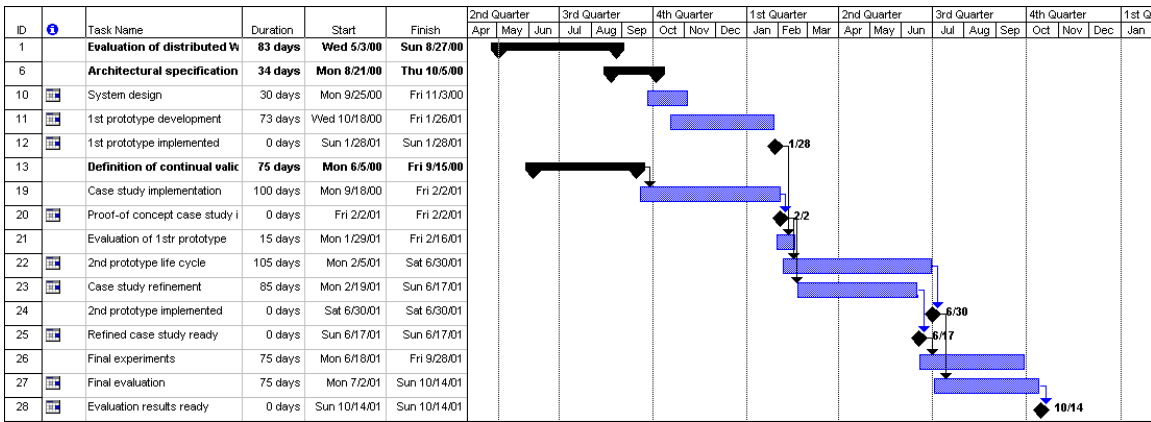 2nd Quarter 3rd Quarter 4th Quarter 1st Quarter 2nd Quarter 3rd Quarter 4th Quarter 1st Q
ID Task Name Duration Start Finish Apr May Jun Jul Aug Sep Oct Nov Dec Jan Feb Mar Apr May Jun Jul Aug Sep Oct Nov Dec Jan
1 Evaluation of distributed W 83 days Wed 5/3/00 Sun 8/27/00
6 Architectural specification 34 days Mon 8/21/00 Thu 10/5/00
10 System design 30 days Mon 9/25/00 Fri 11/3/00
11 1st prototype development 73 days Wed 10/18/00 Fri 1/26/01
12 1st prototype implemented 0 days Sun 1/28/01 Sun 1/28/01 1/28
13 Definition of continual valic 75 days Mon 6/5/00 Fri 9/15/00
19 Case study implementation 100 days Mon 9/18/00 Fri 2/2/01
20 Proof-of concept case study i 0 days Fri 2/2/01 Fri 2/2/01 2/2
21 Evaluation of 1str prototype 15 days Mon 1/29/01 Fri 2/16/01
22 2nd prototype life cycle 105 days Mon 2/5/01 Sat 6/30/01
23 Case study refinement 85 days Mon 2/19/01 Sun 6/17/01
24 2nd prototype implemented 0 days Sat 6/30/01 Sat 6/30/01 6/30
25 Refined case study ready 0 days Sun 6/17/01 Sun 6/17/01 6/17
26 Final experiments 75 days Mon 6/18/01 Fri 9/28/01
27 Final evaluation 75 days Mon 7/2/01 Sun 10/14/01
28 Evaluation results ready 0 days Sun 10/14/01 Sun 10/14/01 10/14